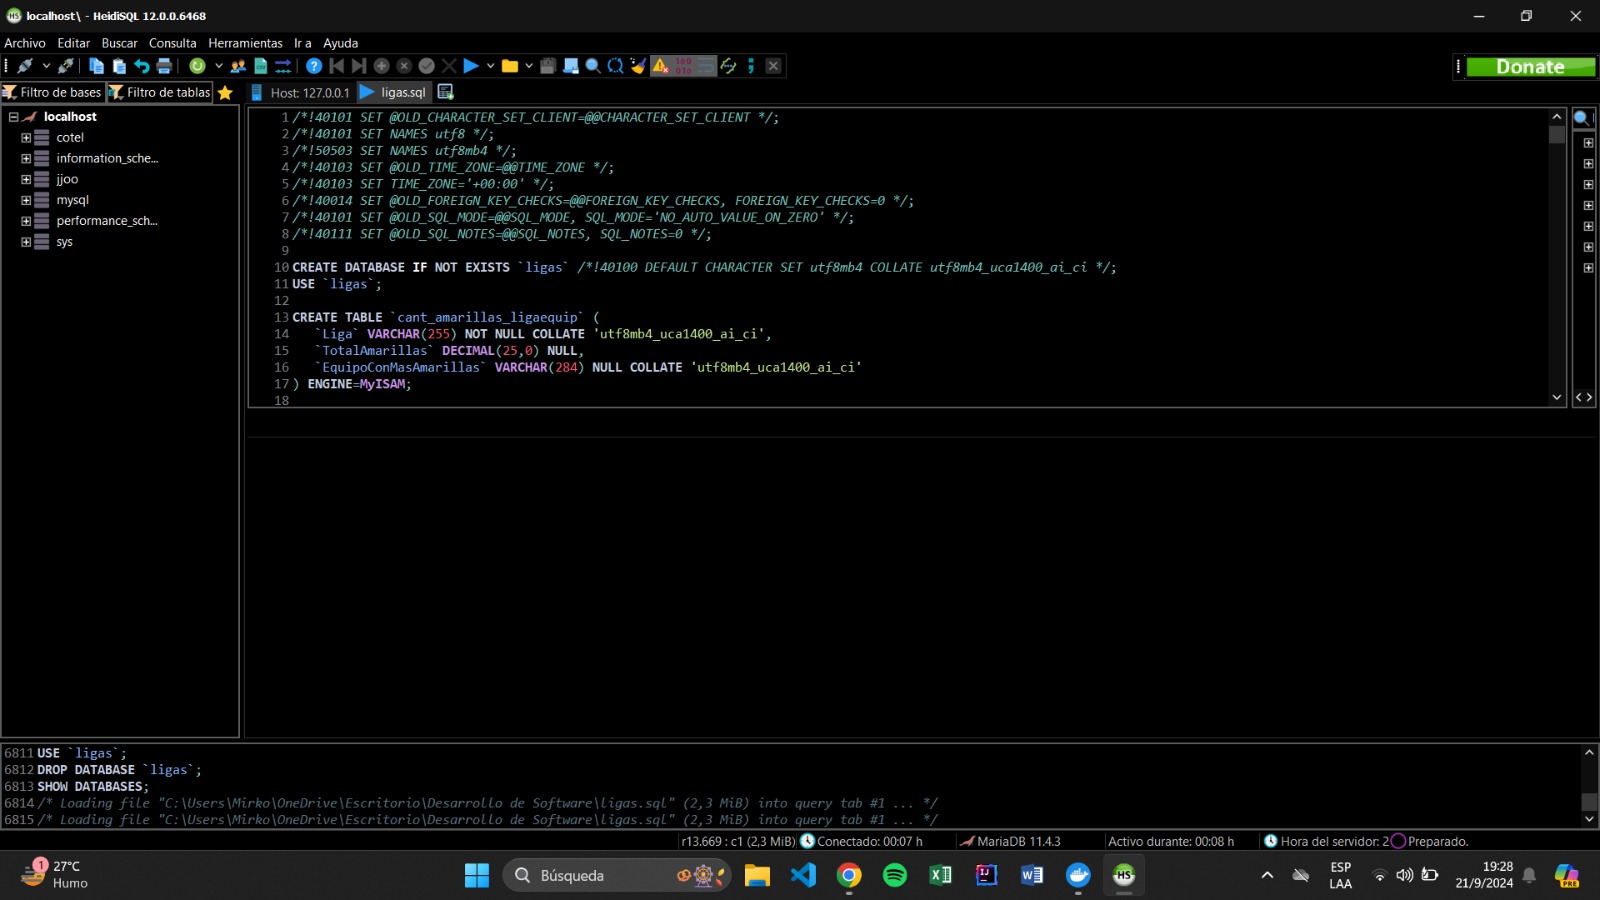 localhost\ - HeidiSQL 12.0.0.6468
Archivo Editar Buscar Consulta Herramientas Ir a Ayuda
Donate
Filtro de bases Filtro de tablas Host: 127.0.0.1 ligas.sql
localhost
cotel
information_sche...
jjoo
mysql
performance_sch...
sys
1 /*!40101 SET @OLD_CHARACTER_SET_CLIENT=@@CHARACTER_SET_CLIENT */;
2 /*!40101 SET NAMES utf8 */;
3 /*!50503 SET NAMES utf8mb4 */;
4 /*!40103 SET @OLD_TIME_ZONE=@@TIME_ZONE */;
5 /*!40103 SET TIME_ZONE='+00:00' */;
6 /*!40014 SET @OLD_FOREIGN_KEY_CHECKS=@@FOREIGN_KEY_CHECKS, FOREIGN_KEY_CHECKS=0 */;
7 /*!40101 SET @OLD_SQL_MODE=@@SQL_MODE, SQL_MODE='NO_AUTO_VALUE_ON_ZERO' */;
8 /*!40111 SET @OLD_SQL_NOTES=@@SQL_NOTES, SQL_NOTES=0 */;
9
10 CREATE DATABASE IF NOT EXISTS `ligas` /*!40100 DEFAULT CHARACTER SET utf8mb4 COLLATE utf8mb4_uca1400_ai_ci */;
11 USE `ligas`;
12
13 CREATE TABLE `cant_amarillas_ligaequip` (
14 `Liga` VARCHAR(255) NOT NULL COLLATE 'utf8mb4_uca1400_ai_ci',
15 `TotalAmarillas` DECIMAL(25,0) NULL,
16 `EquipoConMasAmarillas` VARCHAR(284) NULL COLLATE 'utf8mb4_uca1400_ai_ci'
17 ) ENGINE=MyISAM;
18
6811 USE `ligas`;
6812 DROP DATABASE `ligas`;
6813 SHOW DATABASES;
6814 /* Loading file "C:\Users\Mirko\OneDrive\Escritorio\Desarrollo de Software\ligas.sql" (2,3 MiB) into query tab #1 ... */
6815 /* Loading file "C:\Users\Mirko\OneDrive\Escritorio\Desarrollo de Software\ligas.sql" (2,3 MiB) into query tab #1 ... */
r13.669 : c1 (2,3 MiB) Conectado: 00:07 h MariaDB 11.4.3 Activo durante: 00:08 h Hora del servidor: 2 Preparado.
1
27°C
Humo
Búsqueda
ESP
LAA
19:28
21/9/2024
PRE